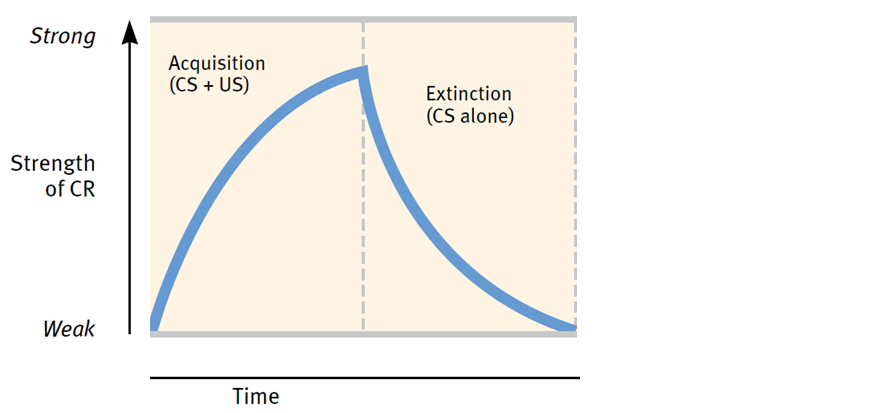 Strong
Acquisition
(CS + US)
Extinction
(CS alone)
Strength
of CR
Weak
Time